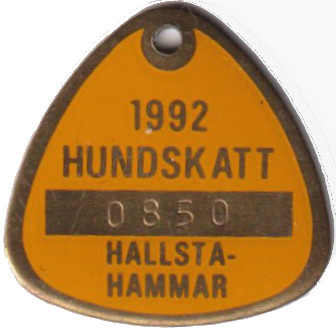 1992
HUNDSKATT
0850
HALLSTA-
HAMMAR